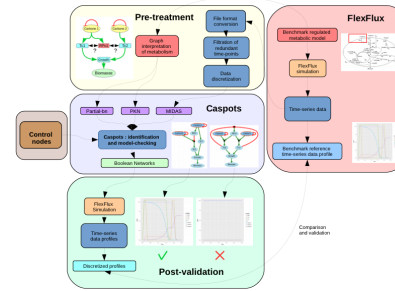 Pre-treatment
File format
conversion
Graph
interpretation
of metabolism
Filtration of
redundant
time-points
Data
discretization
Biomasse
FlexFlux
Benchmark regulated
metabolic model
FlexFlux
simulation
Time-series data
Benchmark reference
time-series data profile
Control
nodes
Caspots
Partial-bn
PKN
MIDAS
Caspots : identification
and model-checking
Boolean Networks
FlexFlux
Simulation
Time-series
data profiles
Discretized profiles
Post-validation
Comparison
and validation